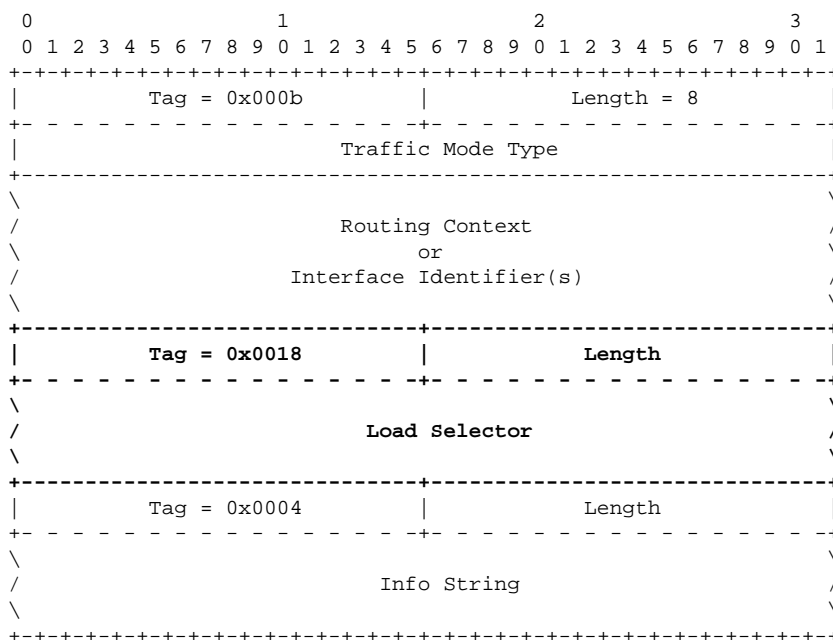 0                   1                   2                   3
0 1 2 3 4 5 6 7 8 9 0 1 2 3 4 5 6 7 8 9 0 1 2 3 4 5 6 7 8 9 0 1
+-+-+-+-+-+-+-+-+-+-+-+-+-+-+-+-+-+-+-+-+-+-+-+-+-+-+-+-+-+-+-+-
|          Tag = 0x000b         |           Length = 8          |
+- - - - - - - - - - - - - - - -+- - - - - - - - - - - - - - - -+
|                       Traffic Mode Type                       |
+---------------------------------------------------------------+
\                                                               \
/                        Routing Context                        /
\                              or                               \
/                    Interface Identifier(s)                    /
\                                                               \
+-------------------------------+-------------------------------+
|          Tag = 0x0018         |            Length             |
+- - - - - - - - - - - - - - - -+- - - - - - - - - - - - - - - -+
\                                                               \
/                          Load Selector                        /
\                                                               \
+-------------------------------+-------------------------------+
|          Tag = 0x0004         |            Length             |
+- - - - - - - - - - - - - - - -+- - - - - - - - - - - - - - - -+
\                                                               \
/                           Info String                         /
\                                                               \
+-+-+-+-+-+-+-+-+-+-+-+-+-+-+-+-+-+-+-+-+-+-+-+-+-+-+-+-+-+-+-+-